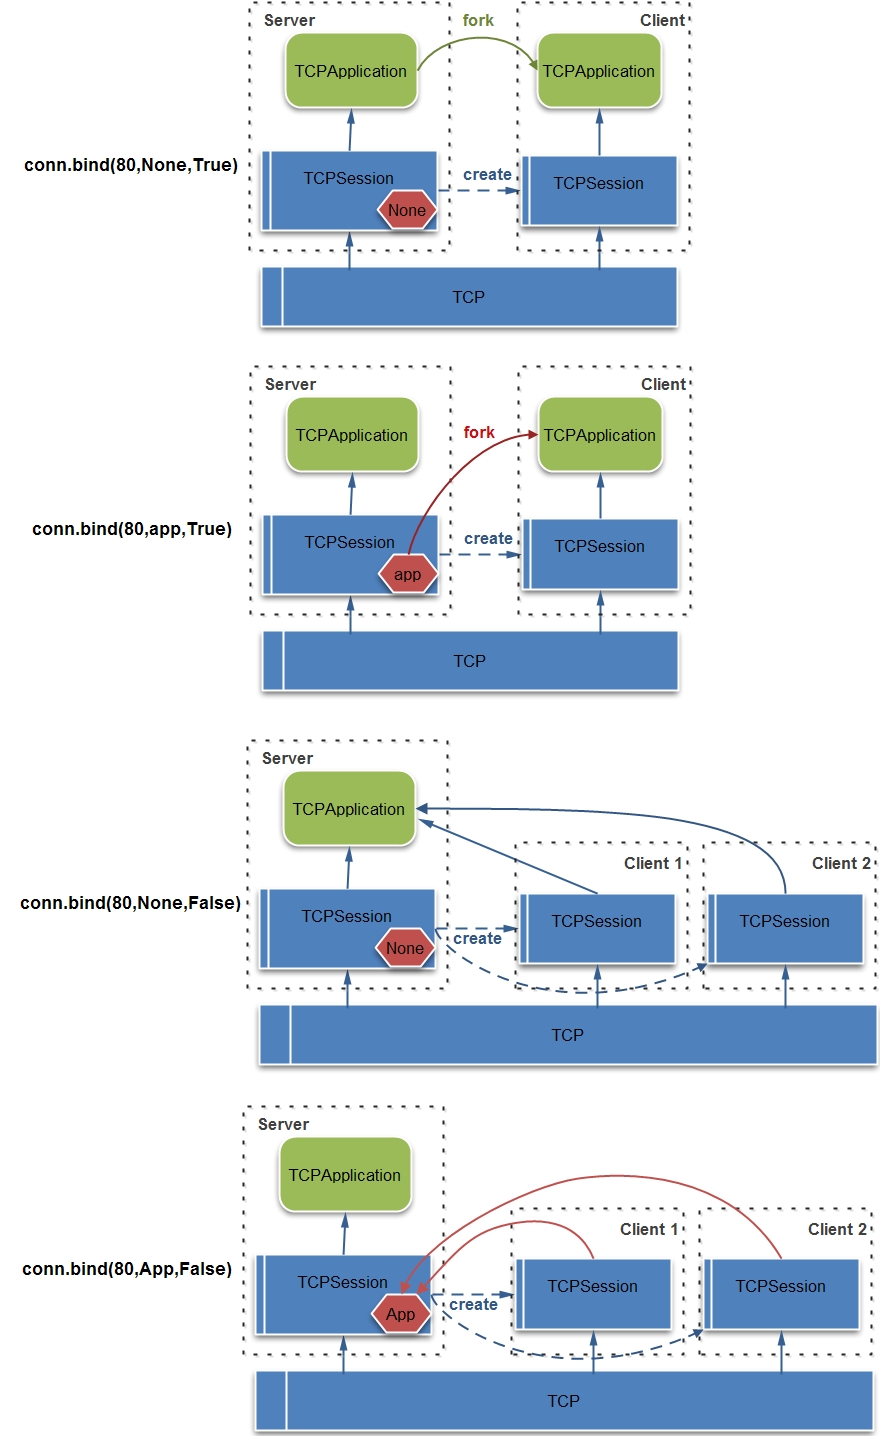 Server
fork
Client
TCPApplication
TCPApplication
conn.bind(80,None,True)
TCPSession
create
TCPSession
None
TCP
Server
Client
fork
TCPApplication
TCPApplication
conn.bind(80,app,True)
TCPSession
create
TCPSession
app
TCP
Server
TCPApplication
Client 1
Client 2
conn.bind(80,None,False)
TCPSession
create
TCPSession
TCPSession
None
TCP
Server
TCPApplication
Client 1
Client 2
conn.bind(80,App,False)
TCPSession
create
TCPSession
TCPSession
App
TCP